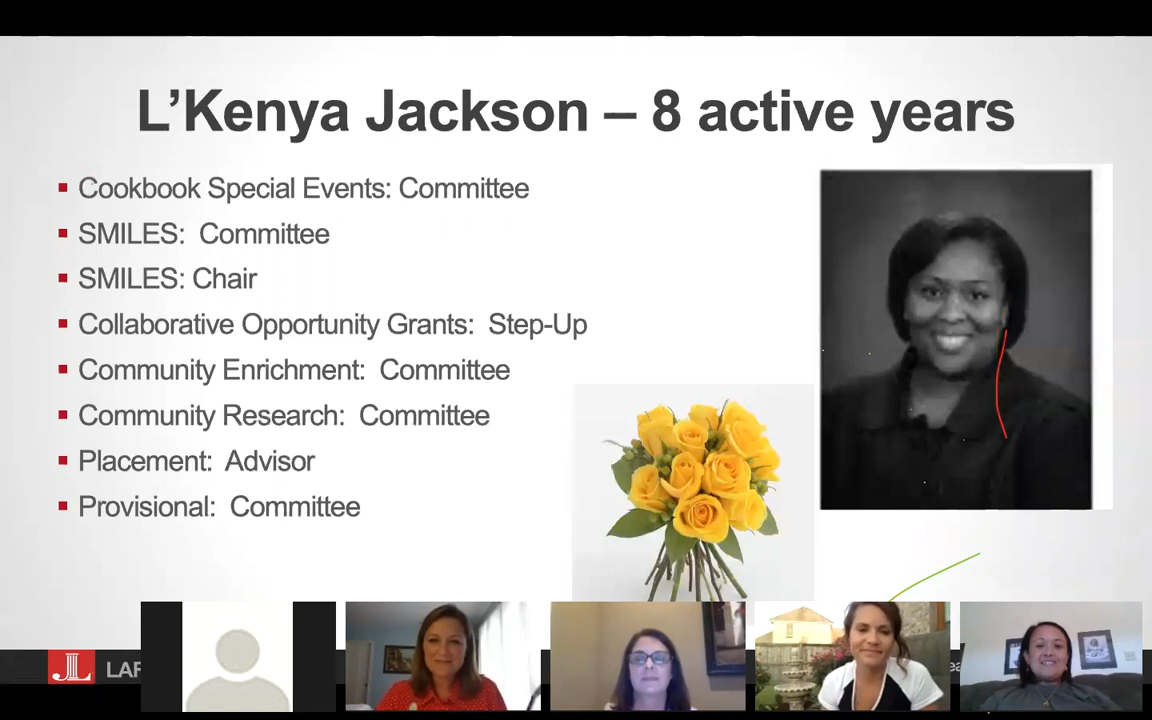 L’Kenya Jackson – 8 active years
Cookbook Special Events: Committee
SMILES:  Committee
SMILES: Chair
Collaborative Opportunity Grants:  Step-Up
Community Enrichment:  Committee
Community Research:  Committee
Placement:  Advisor
Provisional:  Committee